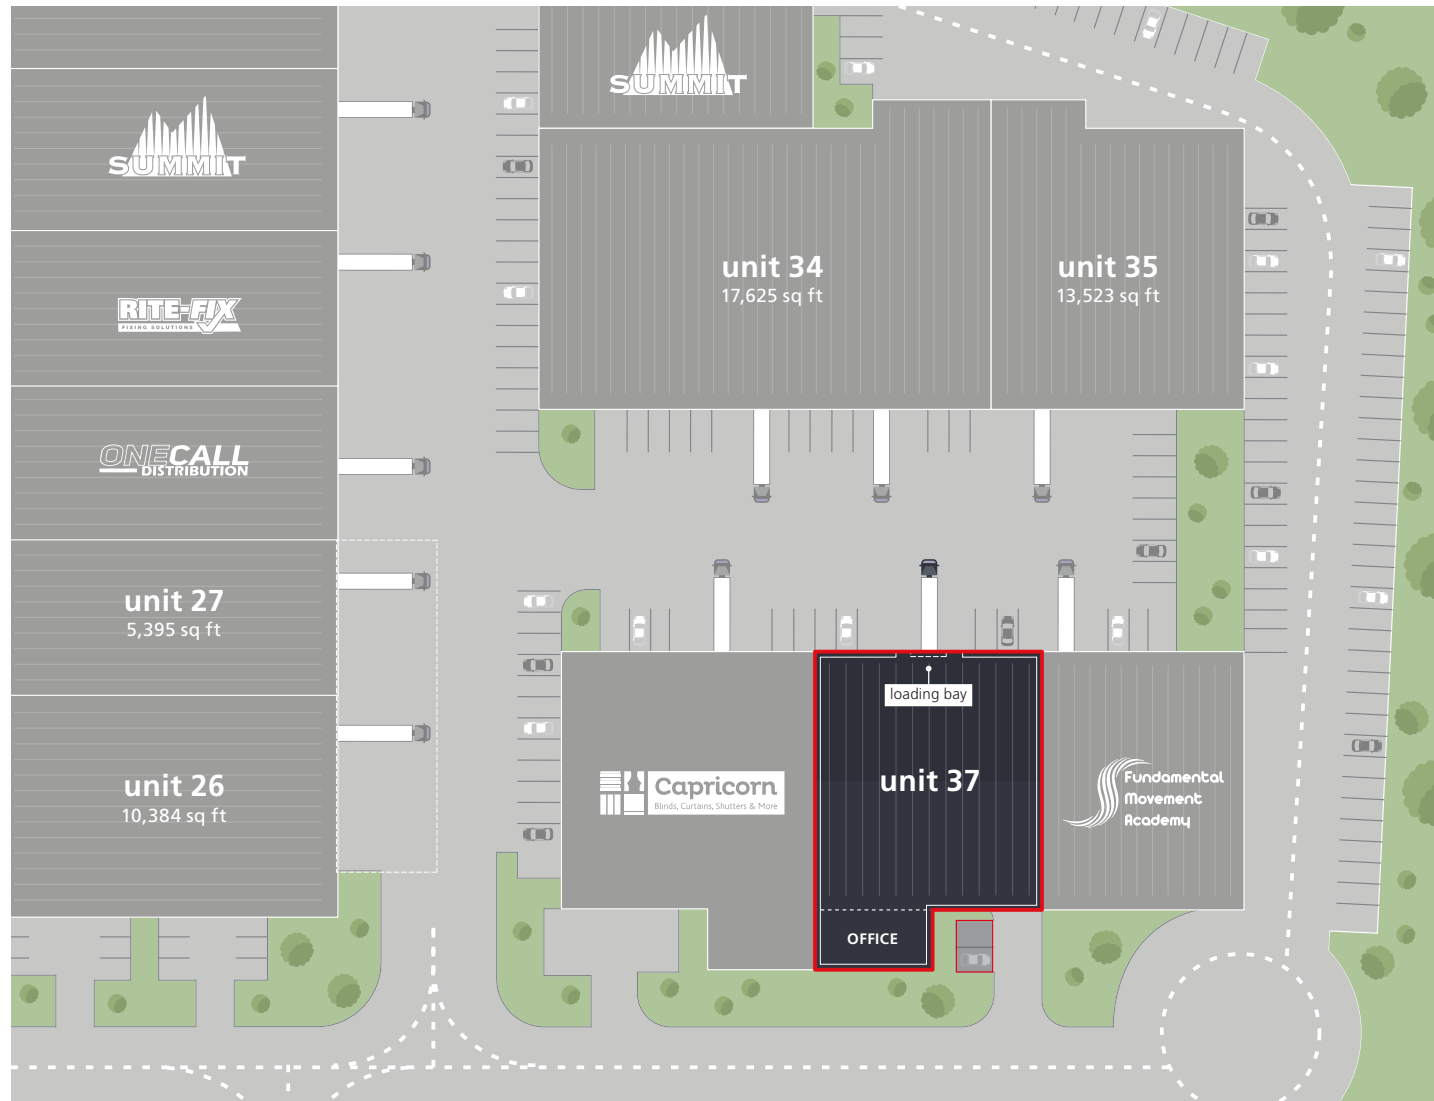 SUMMIT
SUMMIT
RITE-FIX
FIXING SOLUTIONS
ONECALL
DISTRIBUTION
unit 27
5,395 sq ft
unit 26
10,384 sq ft
unit 34
17,625 sq ft
unit 35
13,523 sq ft
loading bay
Capricorn
Blinds, Curtains, Shutters & More
unit 37
OFFICE
Fundamental
Movement
Academy